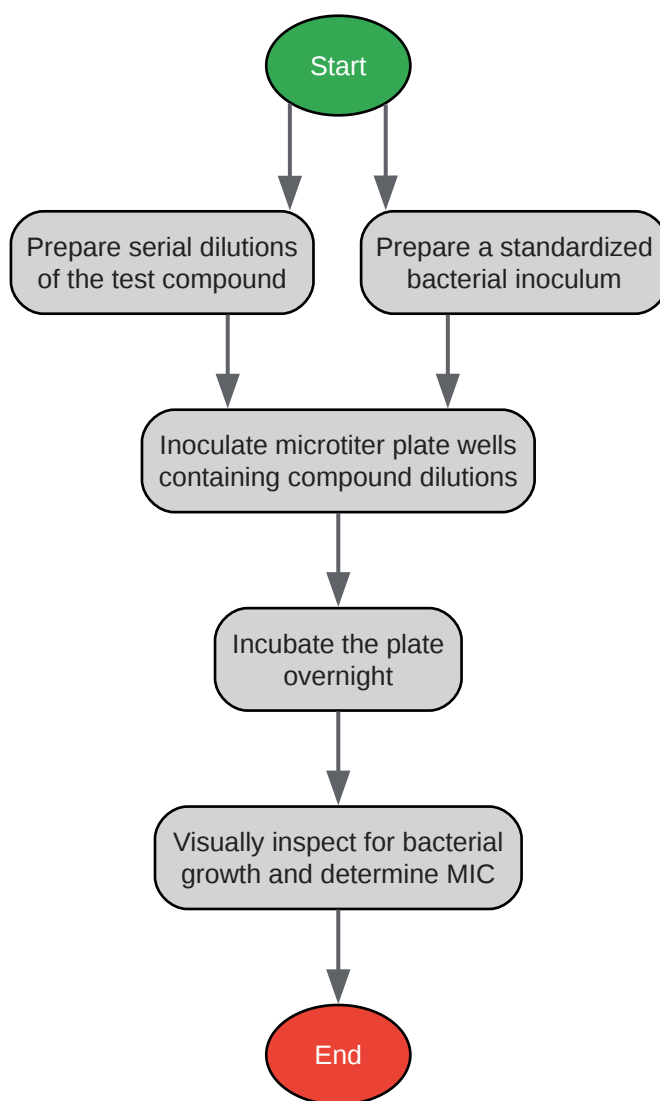 Start
Prepare serial dilutions
of the test compound
Prepare a standardized
bacterial inoculum
Inoculate microtiter plate wells
containing compound dilutions
Incubate the plate
overnight
Visually inspect for bacterial
growth and determine MIC
End